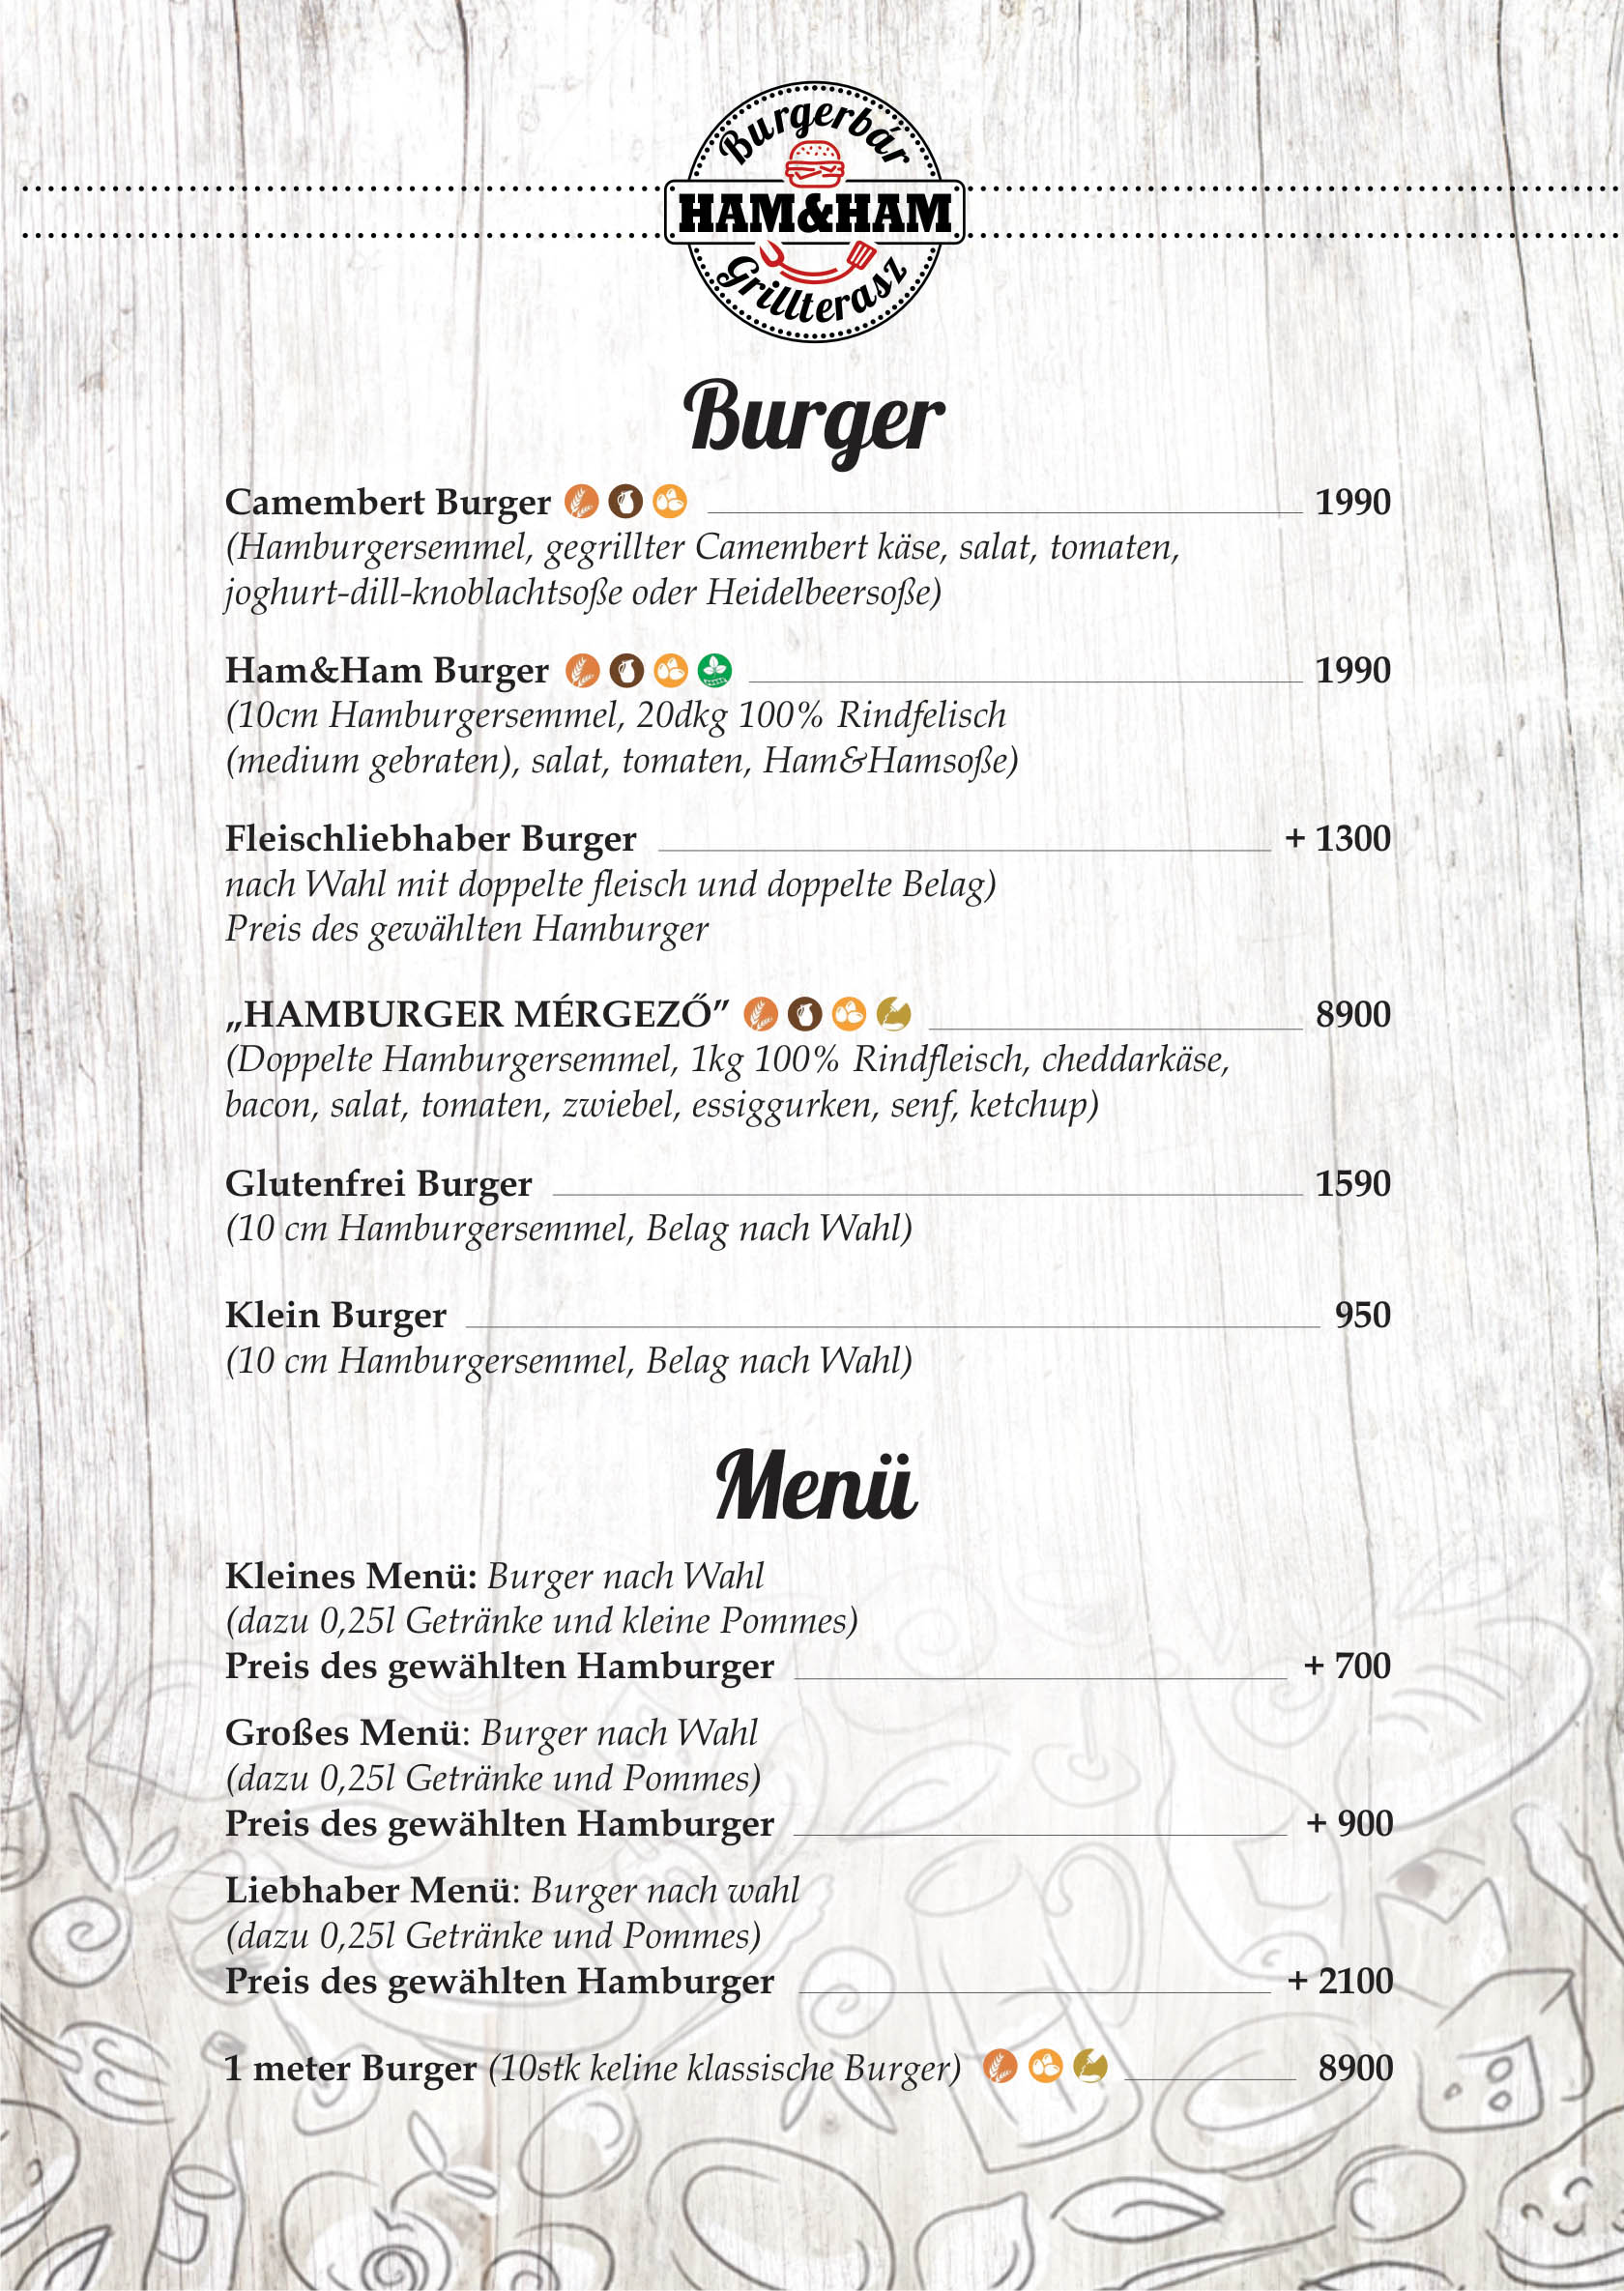 Burgerbár
HAM&HAM
Grillterasz
Burger
Camembert Burger 1990
(Hamburgersemmel, gegrillter Camembert käse, salat, tomaten,
joghurt-dill-knoblachtsoße oder Heidelbeersoße)
Ham&Ham Burger 1990
(10cm Hamburgersemmel, 20dkg 100% Rindfelisch
(medium gebraten), salat, tomaten, Ham&Hamsoße)
Fleischliebhaber Burger + 1300
nach Wahl mit doppelte fleisch und doppelte Belag)
Preis des gewählten Hamburger
„HAMBURGER MÉRGEZŐ” 8900
(Doppelte Hamburgersemmel, 1kg 100% Rindfleisch, cheddarkäse,
bacon, salat, tomaten, zwiebel, essiggurken, senf, ketchup)
Glutenfrei Burger 1590
(10 cm Hamburgersemmel, Belag nach Wahl)
Klein Burger 950
(10 cm Hamburgersemmel, Belag nach Wahl)
Menü
Kleines Menü: Burger nach Wahl
(dazu 0,25l Getränke und kleine Pommes)
Preis des gewählten Hamburger + 700
Großes Menü: Burger nach Wahl
(dazu 0,25l Getränke und Pommes)
Preis des gewählten Hamburger + 900
Liebhaber Menü: Burger nach wahl
(dazu 0,25l Getränke und Pommes)
Preis des gewählten Hamburger + 2100
1 meter Burger (10stk keline klassische Burger) 8900